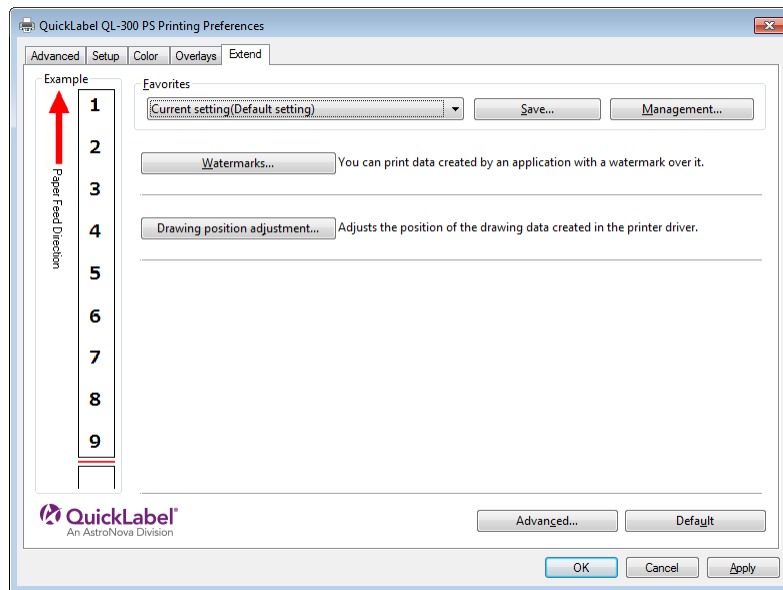 QuickLabel QL-300 PS Printing Preferences
Advanced Setup Color Overlays Extend
Example
Paper Feed Direction
1
2
3
4
5
6
7
8
9
Favorites
Current setting(Default setting) Save... Management...
Watermarks... You can print data created by an application with a watermark over it.
Drawing position adjustment... Adjusts the position of the drawing data created in the printer driver.
QuickLabel®
An AstroNova Division
Advanced... Default
OK Cancel Apply